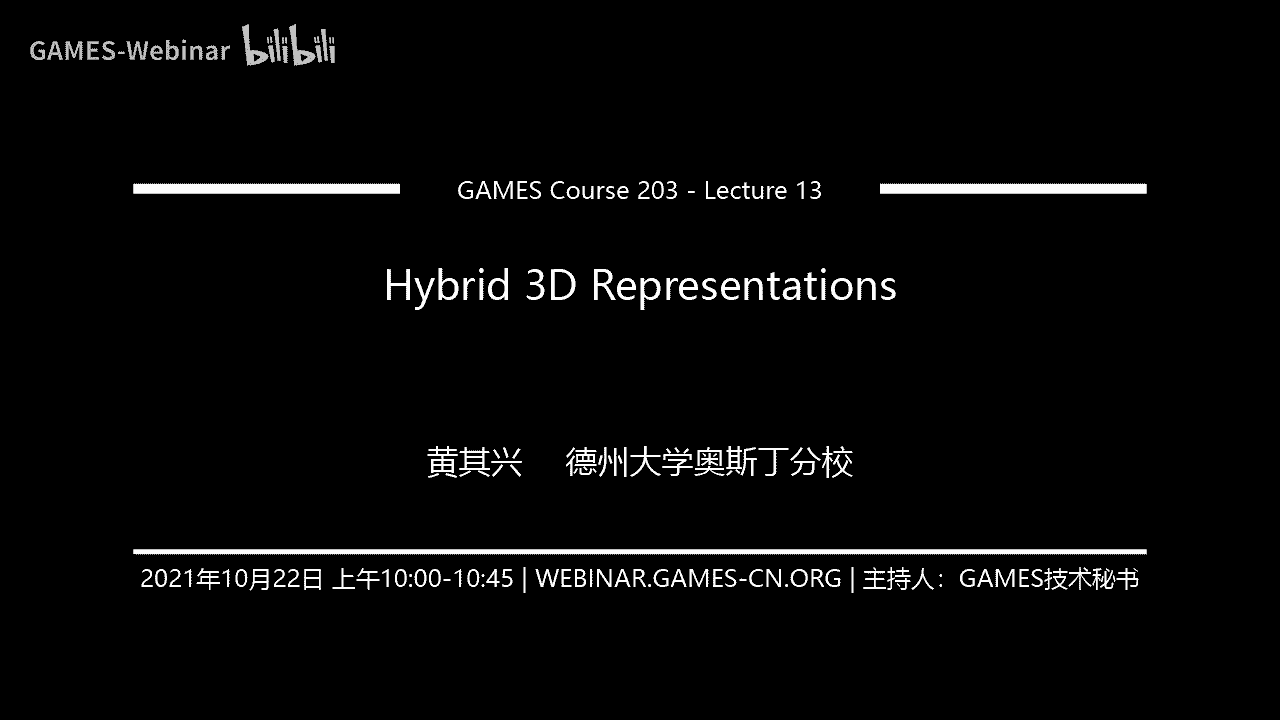 GAMES-Webinar bilibili
GAMES Course 203 - Lecture 13
Hybrid 3D Representations
黄其兴 德州大学奥斯丁分校
2021年10月22日 上午10:00-10:45 | WEBINAR.GAMES-CN.ORG | 主持人：GAMES技术秘书